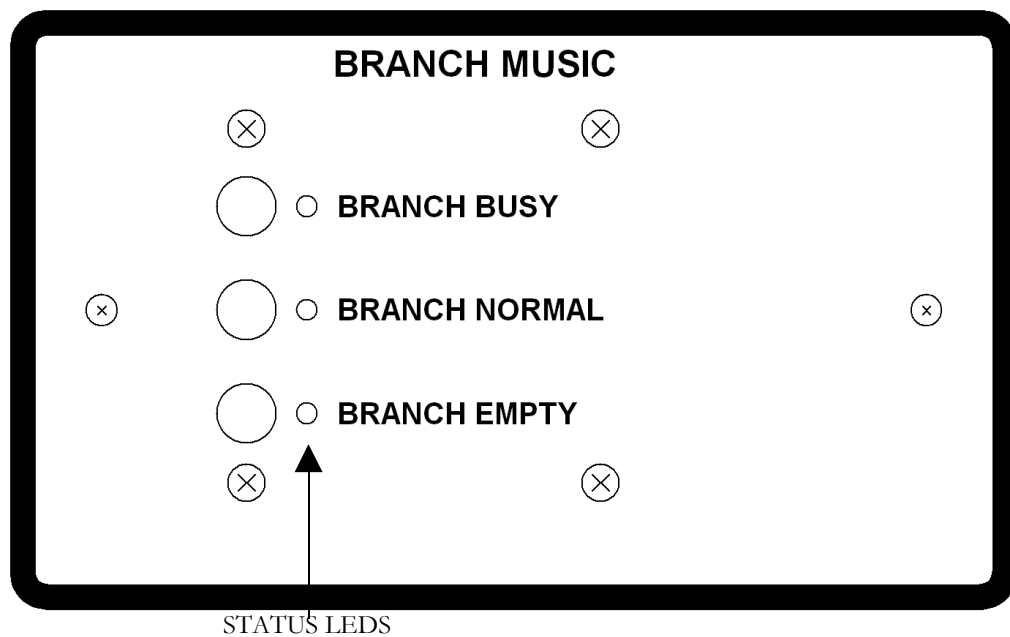 BRANCH MUSIC
BRANCH BUSY
BRANCH NORMAL
BRANCH EMPTY
STATUS LEDS